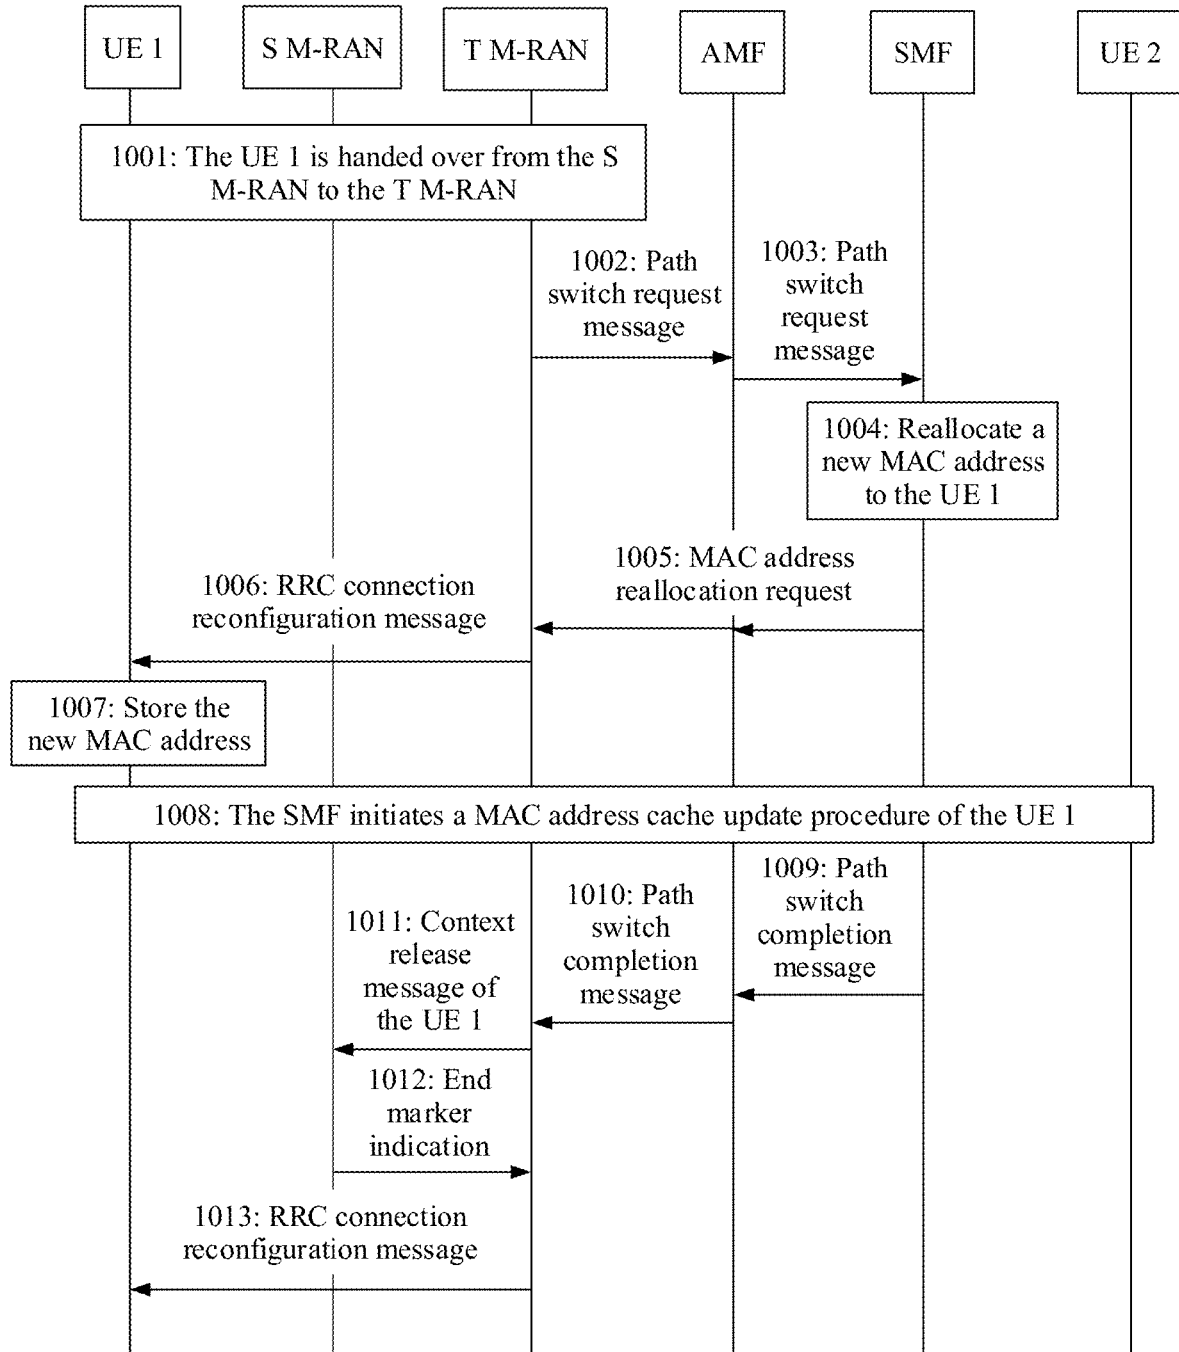 UE 1
S M-RAN
T M-RAN
AMF
SMF
UE 2
1001: The UE 1 is handed over from the S
M-RAN to the T M-RAN
1002: Path
switch request
message
1003: Path
switch
request
message
1004: Reallocate a
new MAC address
to the UE 1
1005: MAC address
reallocation request
1006: RRC connection
reconfiguration message
1007: Store the
new MAC address
1008: The SMF initiates a MAC address cache update procedure of the UE 1
1009: Path
switch
completion
message
1010: Path
switch
completion
message
1011: Context
release
message of
the UE 1
1012: End
marker
indication
1013: RRC connection
reconfiguration message